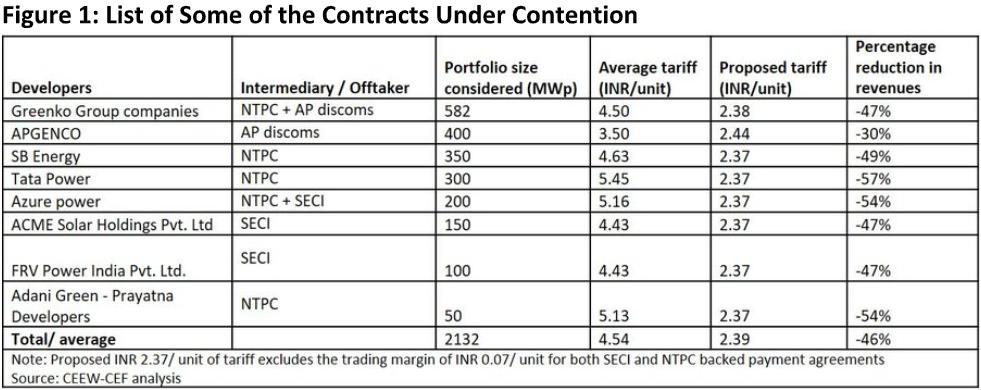 Figure 1: List of Some of the Contracts Under Contention
Developers | Intermediary / Offtaker | Portfolio size considered (MWp) | Average tariff (INR/unit) | Proposed tariff (INR/unit) | Percentage reduction in revenues
Greenko Group companies | NTPC + AP discoms | 582 | 4.50 | 2.38 | -47%
APGENCO | AP discoms | 400 | 3.50 | 2.44 | -30%
SB Energy | NTPC | 350 | 4.63 | 2.37 | -49%
Tata Power | NTPC | 300 | 5.45 | 2.37 | -57%
Azure power | NTPC + SECI | 200 | 5.16 | 2.37 | -54%
ACME Solar Holdings Pvt. Ltd | SECI | 150 | 4.43 | 2.37 | -47%
FRV Power India Pvt. Ltd. | SECI | 100 | 4.43 | 2.37 | -47%
Adani Green - Prayatna Developers | NTPC | 50 | 5.13 | 2.37 | -54%
Total/ average | | 2132 | 4.54 | 2.39 | -46%
Note: Proposed INR 2.37/ unit of tariff excludes the trading margin of INR 0.07/ unit for both SECI and NTPC backed payment agreements
Source: CEEW-CEF analysis